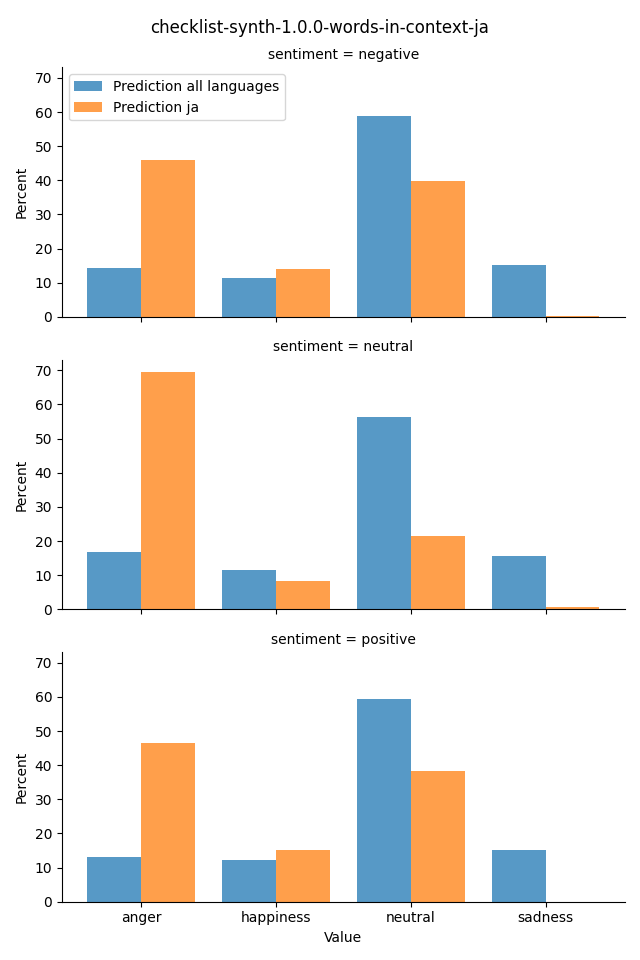 checklist-synth-1.0.0-words-in-context-ja
sentiment = negative
Prediction all languages
Prediction ja
Percent
70
60
50
40
30
20
10
0
sentiment = neutral
Percent
70
60
50
40
30
20
10
0
sentiment = positive
Percent
70
60
50
40
30
20
10
0
anger happiness neutral sadness
Value